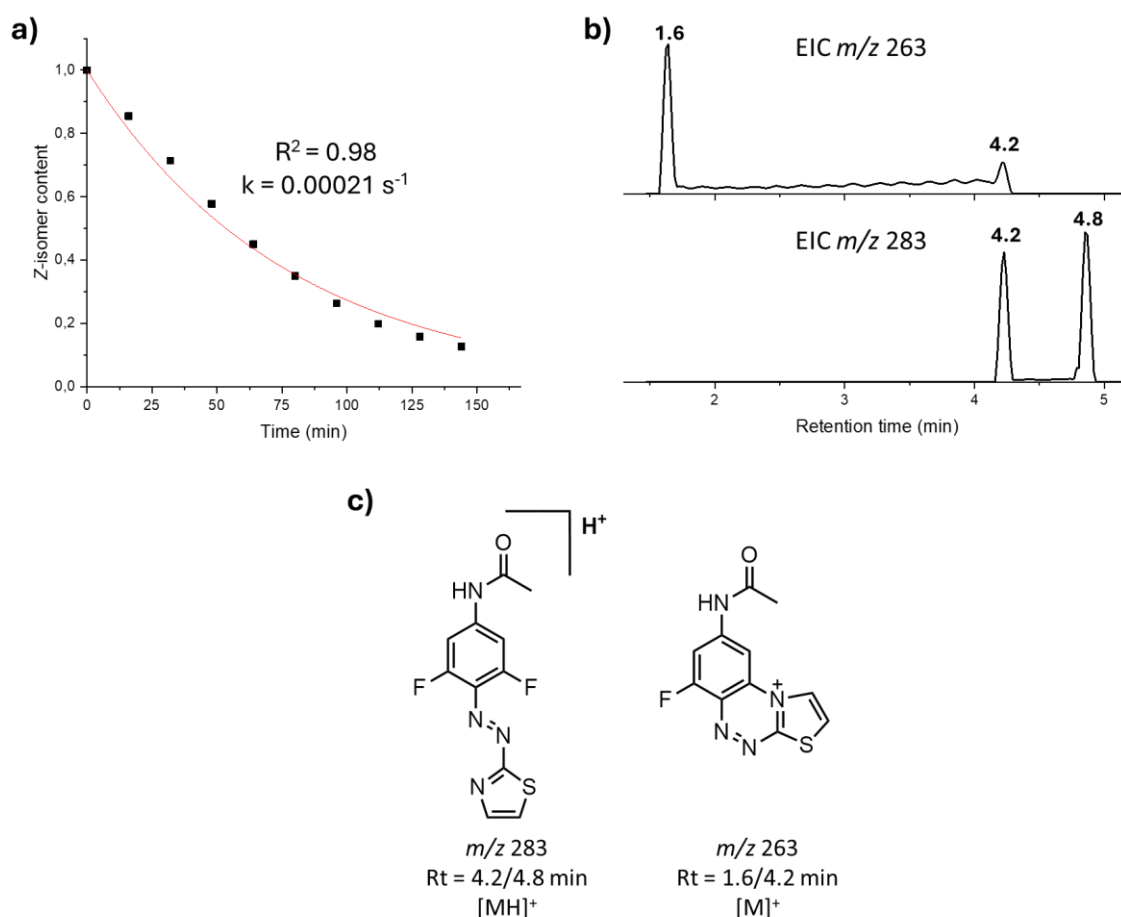 a)
Z-isomer content
1,0
0,8
0,6
0,4
0,2
0,0
R² = 0.98
k = 0.00021 s⁻¹
0 25 50 75 100 125 150
Time (min)
b)
1.6
EIC m/z 263
4.2
EIC m/z 283
4.2
4.8
2 3 4 5
Retention time (min)
c)
H⁺
O
HN
F F
N
N
N S
m/z 283
Rt = 4.2/4.8 min
[MH]⁺
O
HN
F
N⁺
N N S
m/z 263
Rt = 1.6/4.2 min
[M]⁺